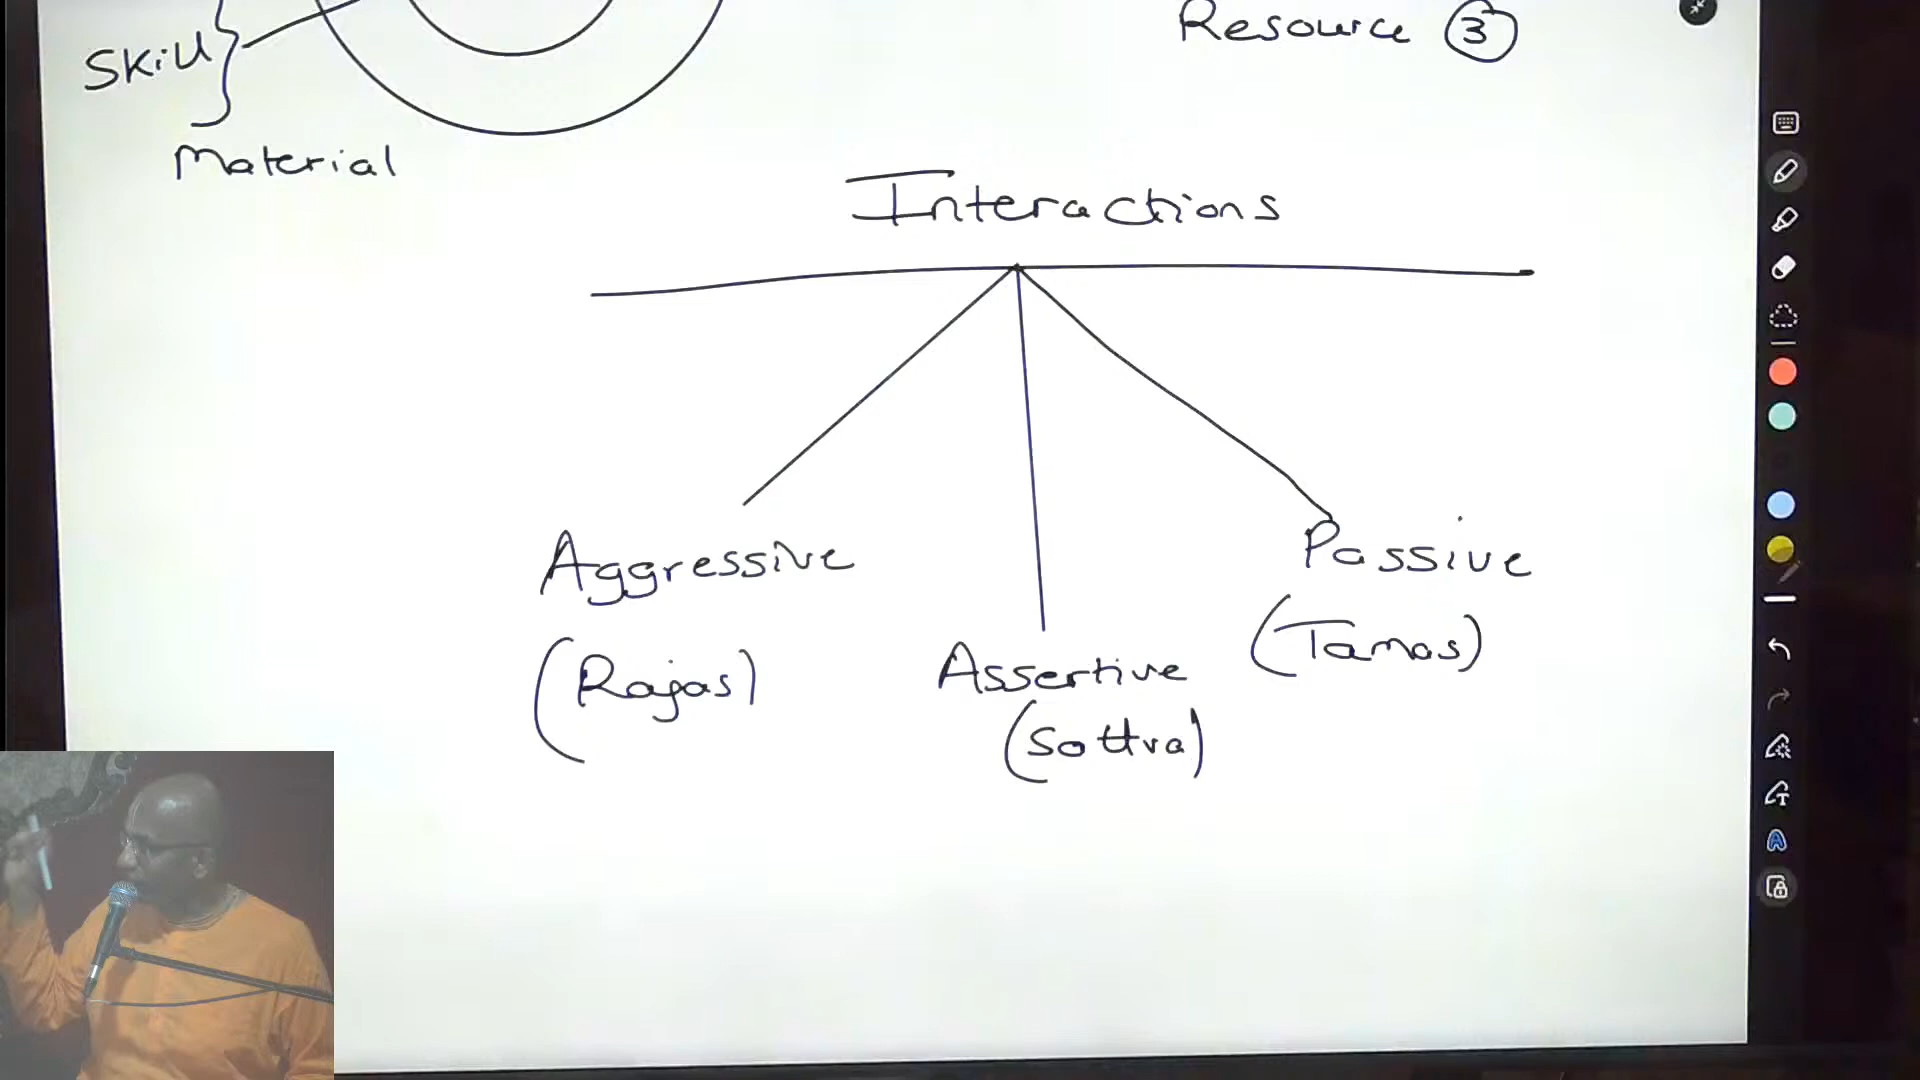 Skill
Resource 3
Material
Interactions
Aggressive
Passive
(Rajas)
Assertive
(Tamas)
(Sattva)